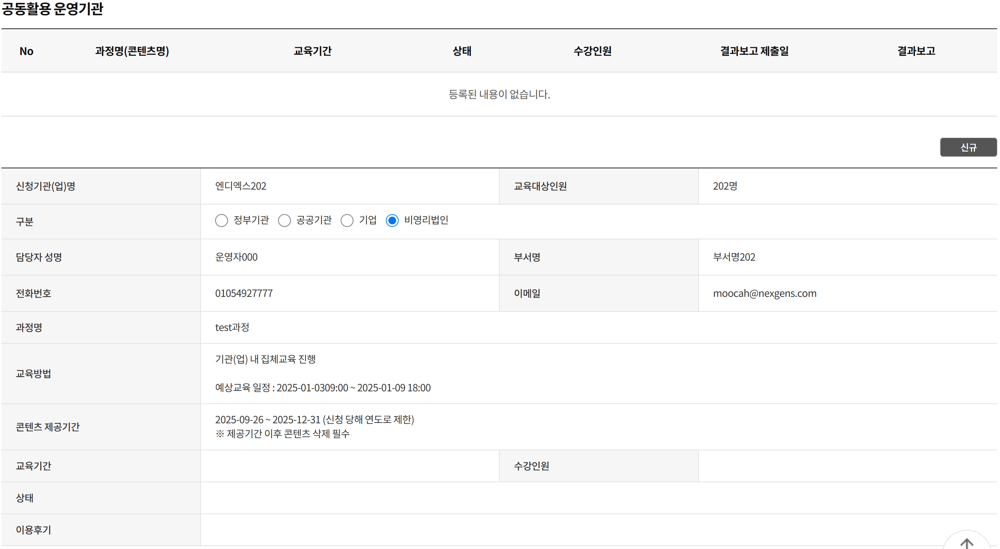 공동활용 운영기관
No 과정명(콘텐츠명) 교육기간 상태 수강인원 결과보고 제출일 결과보고
등록된 내용이 없습니다.
신규
신청기관(업)명 엔디엑스202 교육대상인원 202명
구분 정부기관 공공기관 기업 비영리법인
담당자 성명 운영자000 부서명 부서명202
전화번호 01054927777 이메일 moocah@nexgens.com
과정명 test과정
교육방법
기관(업) 내 집체교육 진행
예상교육 일정 : 2025-01-0309:00 ~ 2025-01-09 18:00
콘텐츠 제공기간
2025-09-26 ~ 2025-12-31 (신청 당해 연도로 제한)
※ 제공기간 이후 콘텐츠 삭제 필수
교육기간 수강인원
상태
이용후기